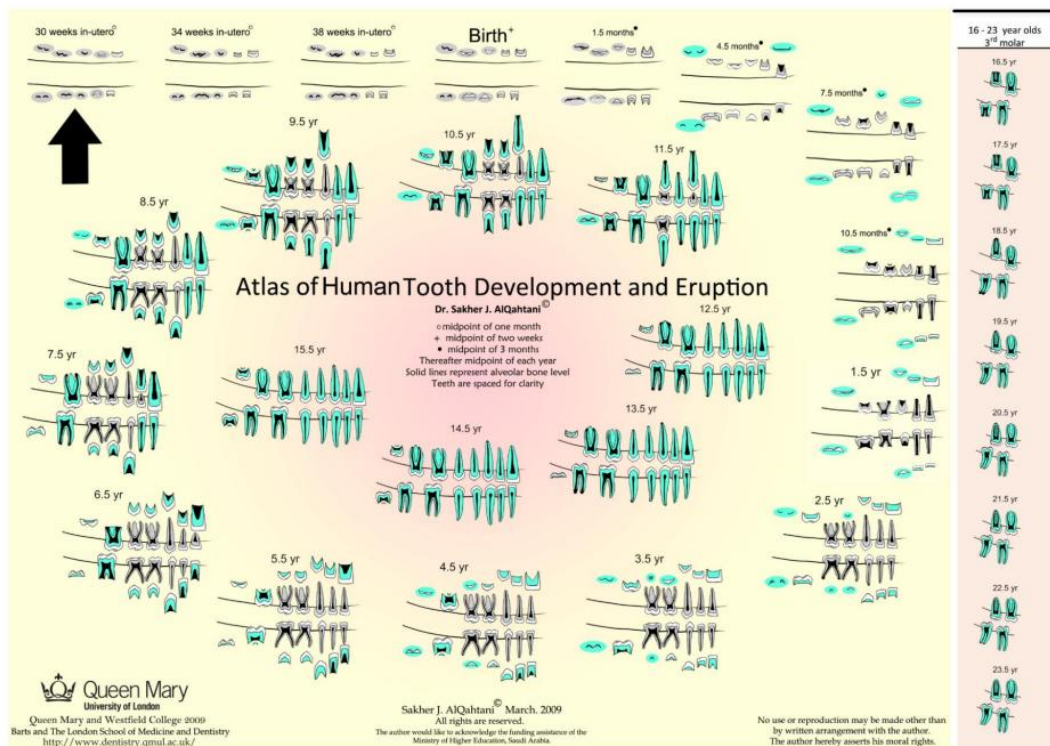 30 weeks in-utero○
34 weeks in-utero○
38 weeks in-utero○
Birth+
1.5 months●
4.5 months●
7.5 months●
10.5 months●
1.5 yr
2.5 yr
3.5 yr
4.5 yr
5.5 yr
6.5 yr
7.5 yr
8.5 yr
9.5 yr
10.5 yr
11.5 yr
12.5 yr
13.5 yr
14.5 yr
15.5 yr
Atlas of Human Tooth Development and Eruption
Dr. Sakher J. AlQahtani©
○ midpoint of one month
+ midpoint of two weeks
● midpoint of 3 months
Thereafter midpoint of each year
Solid lines represent alveolar bone level
Teeth are spaced for clarity
16 - 23 year olds
3rd molar
16.5 yr
17.5 yr
18.5 yr
19.5 yr
20.5 yr
21.5 yr
22.5 yr
23.5 yr
Queen Mary
University of London
Queen Mary and Westfield College 2009
Barts and The London School of Medicine and Dentistry
http://www.dentistry.qmul.ac.uk/
Sakher J. AlQahtani© March. 2009
All rights are reserved.
The author would like to acknowledge the funding assistance of the
Ministry of Higher Education, Saudi Arabia.
No use or reproduction may be made other than
by written arrangement with the author.
The author hereby asserts his moral rights.